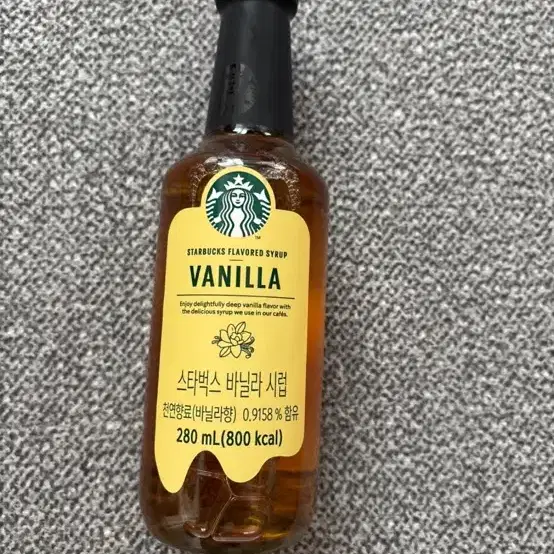 STARBUCKS FLAVORED SYRUP
VANILLA
Enjoy delightfully deep vanilla flavor with
the delicious syrup we use in our cafés.
스타벅스 바닐라 시럽
천연향료(바닐라향) 0.9158 % 함유
280 mL(800 kcal)